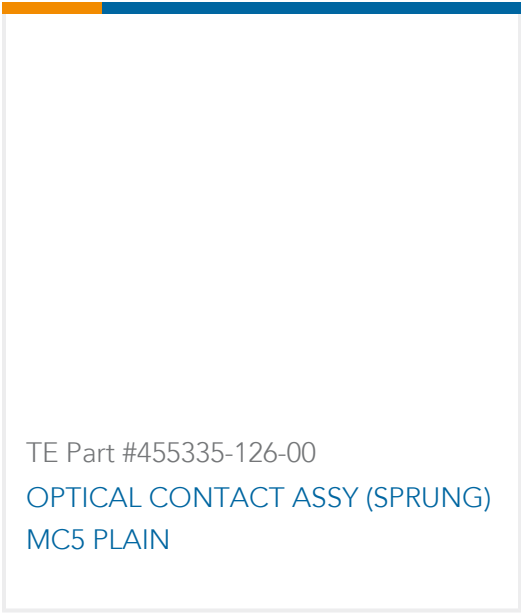 TE Part #455335-126-00
OPTICAL CONTACT ASSY (SPRUNG)
MC5 PLAIN